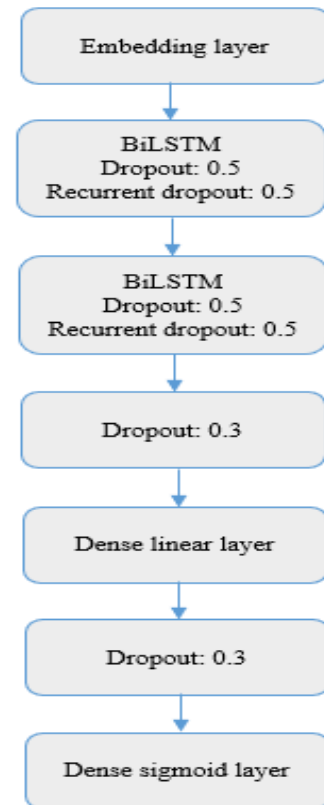 Embedding layer
BiLSTM
Dropout: 0.5
Recurrent dropout: 0.5
BiLSTM
Dropout: 0.5
Recurrent dropout: 0.5
Dropout: 0.3
Dense linear layer
Dropout: 0.3
Dense sigmoid layer